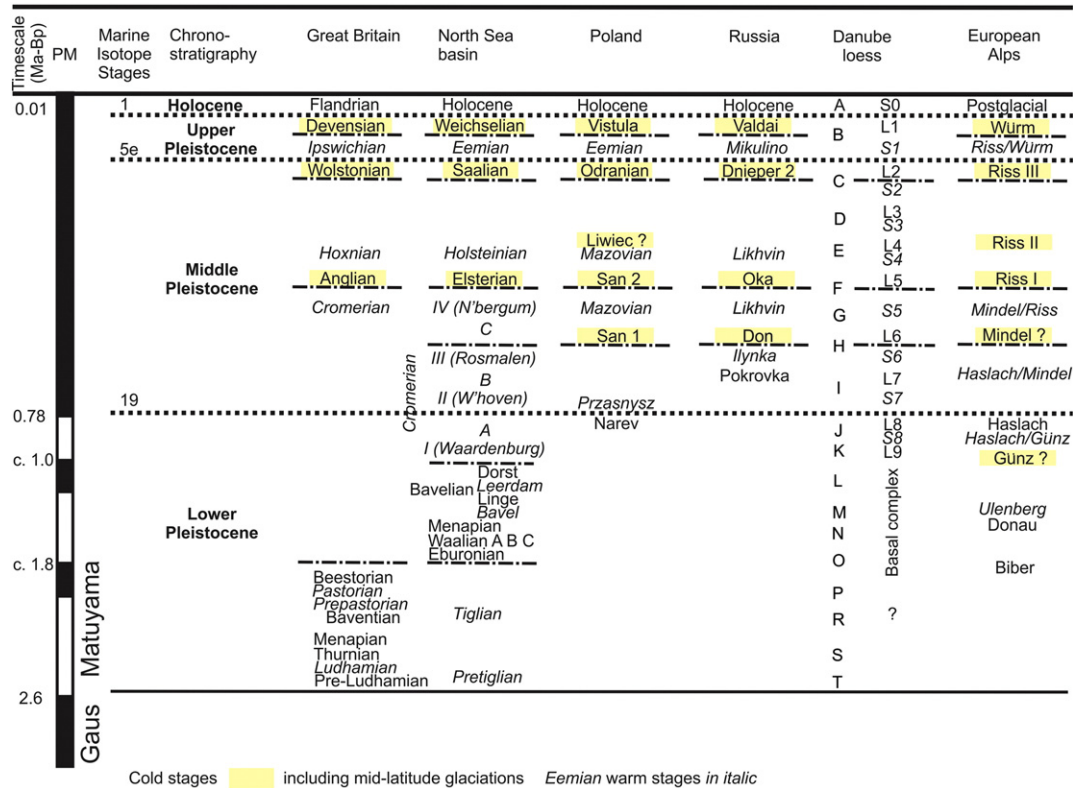 Timescale (Ma-Bp) PM Marine Isotope Stages Chrono-stratigraphy Great Britain North Sea basin Poland Russia Danube loess European Alps
0.01 1 Holocene Flandrian Holocene Holocene Holocene A S0 Postglacial
Upper Pleistocene Devensian Weichselian Vistula Valdai B L1 Würm
5e Ipswichian Eemian Eemian Mikulino S1 Riss/Würm
Wolstonian Saalian Odranian Dnieper 2 C L2 Riss III
S2
D L3
S3
Liwiec ? E L4 Riss II
Hoxnian Holsteinian Mazovian Likhvin S4
Middle Pleistocene Anglian Elsterian San 2 Oka F L5 Riss I
Cromerian IV (N'bergum) Mazovian Likhvin G S5 Mindel/Riss
C San 1 Don H L6 Mindel ?
III (Rosmalen) Ilynka S6
Cromerian B Pokrovka I L7 Haslach/Mindel
19 II (W'hoven) Przasnysz S7
0.78 Narev L8 Haslach
A J S8 Haslach/Günz
I (Waardenburg) K L9
c. 1.0 Günz ?
Dorst
Bavelian Leerdam L Basal complex
Linge
Lower Pleistocene Bavel M Ulenberg
Menapian Donau
Waalian A B C N
Eburonian
c. 1.8 O Biber
Beestorian
Pastorian P
Prepastorian
Baventian Tiglian R ?
Menapian
Thurnian S
Ludhamian
Pre-Ludhamian Pretiglian T
2.6
Matuyama
Gaus
Cold stages including mid-latitude glaciations Eemian warm stages in italic